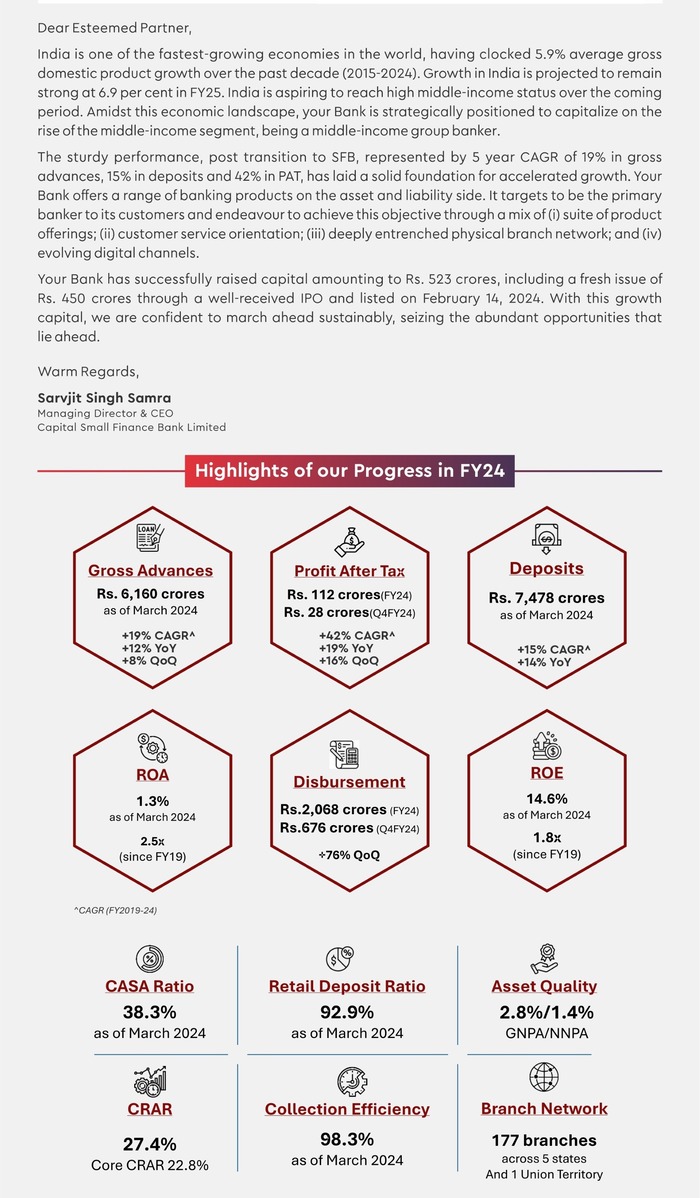 Dear Esteemed Partner,
India is one of the fastest-growing economies in the world, having clocked 5.9% average gross
domestic product growth over the past decade (2015-2024). Growth in India is projected to remain
strong at 6.9 per cent in FY25. India is aspiring to reach high middle-income status over the coming
period. Amidst this economic landscape, your Bank is strategically positioned to capitalize on the
rise of the middle-income segment, being a middle-income group banker.
The sturdy performance, post transition to SFB, represented by 5 year CAGR of 19% in gross
advances, 15% in deposits and 42% in PAT, has laid a solid foundation for accelerated growth. Your
Bank offers a range of banking products on the asset and liability side. It targets to be the primary
banker to its customers and endeavour to achieve this objective through a mix of (i) suite of product
offerings; (ii) customer service orientation; (iii) deeply entrenched physical branch network; and (iv)
evolving digital channels.
Your Bank has successfully raised capital amounting to Rs. 523 crores, including a fresh issue of
Rs. 450 crores through a well-received IPO and listed on February 14, 2024. With this growth
capital, we are confident to march ahead sustainably, seizing the abundant opportunities that
lie ahead.
Warm Regards,
Sarvjit Singh Samra
Managing Director & CEO
Capital Small Finance Bank Limited
Highlights of our Progress in FY24
LOAN
Gross Advances
Rs. 6,160 crores
as of March 2024
+19% CAGR^
+12% YoY
+8% QoQ
Profit After Tax
Rs. 112 crores(FY24)
Rs. 28 crores(Q4FY24)
+42% CAGR^
+19% YoY
+16% QoQ
Deposits
Rs. 7,478 crores
as of March 2024
+15% CAGR^
+14% YoY
ROA
1.3%
as of March 2024
2.5x
(since FY19)
Disbursement
Rs.2,068 crores (FY24)
Rs.676 crores (Q4FY24)
+76% QoQ
ROE
14.6%
as of March 2024
1.8x
(since FY19)
^CAGR (FY2019-24)
CASA Ratio
38.3%
as of March 2024
Retail Deposit Ratio
92.9%
as of March 2024
Asset Quality
2.8%/1.4%
GNPA/NNPA
CRAR
27.4%
Core CRAR 22.8%
Collection Efficiency
98.3%
as of March 2024
Branch Network
177 branches
across 5 states
And 1 Union Territory